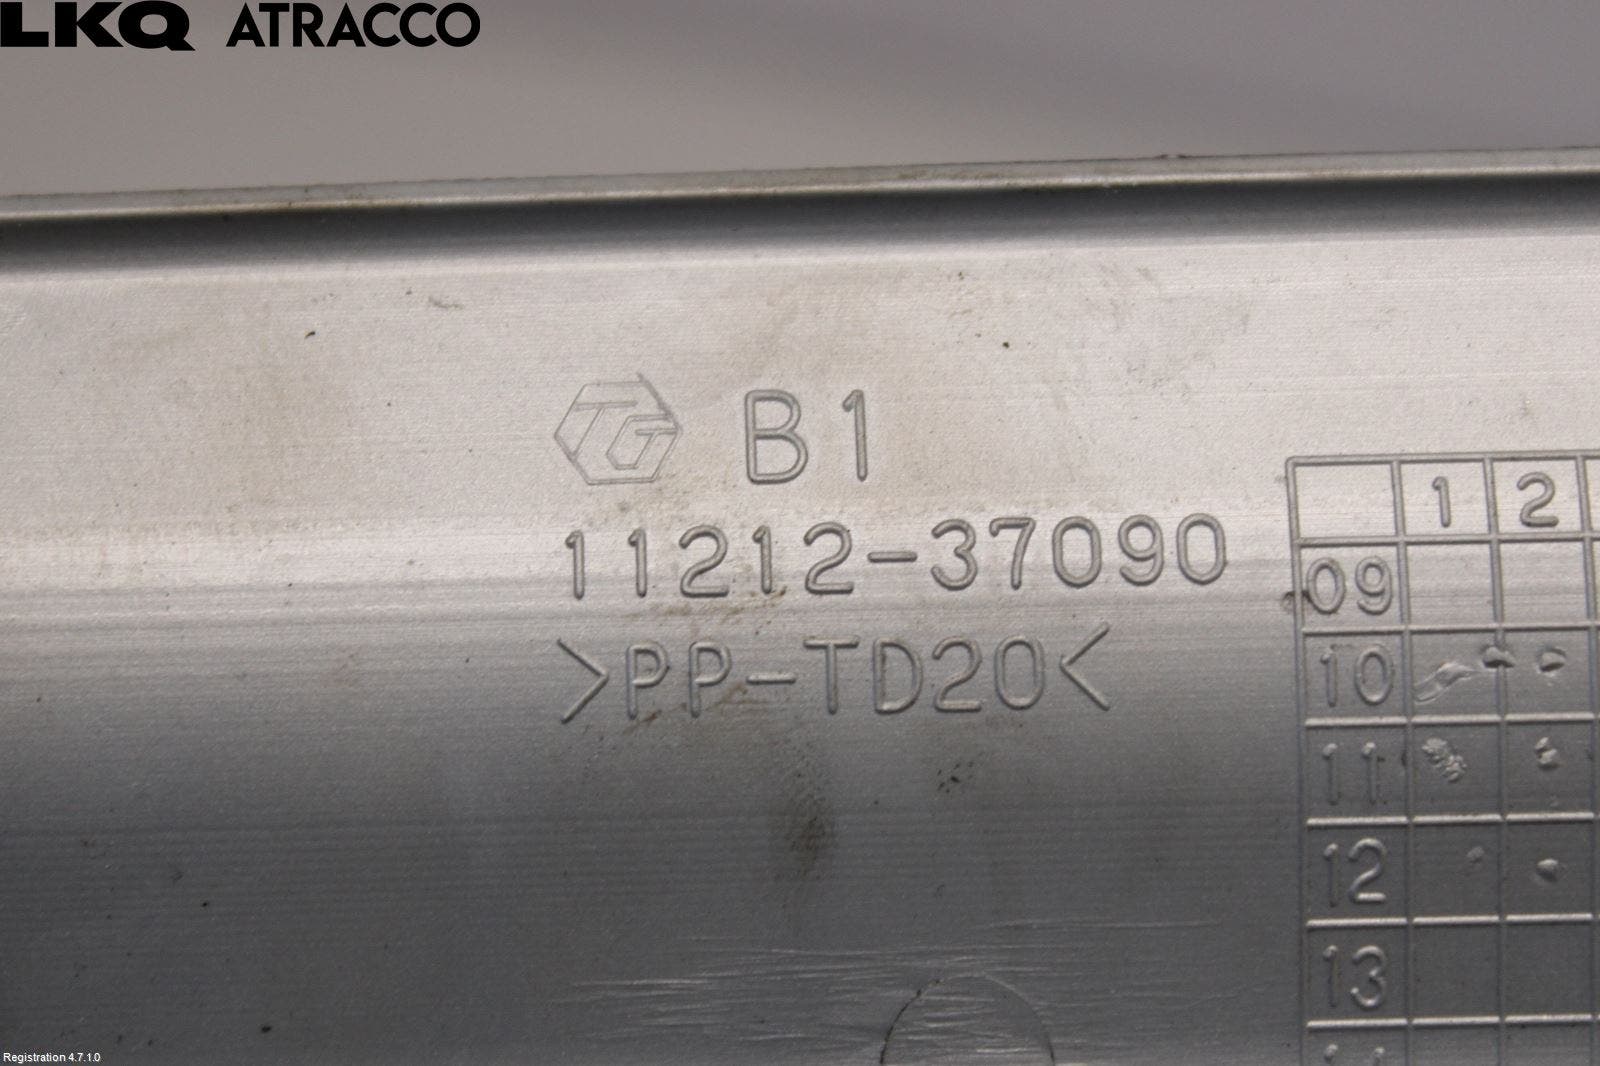 LKQ ATRACCO
TG B1
11212-37090
>PP-TD20<
1 2
09
10
11
12
13
Registration 4.7.1.0